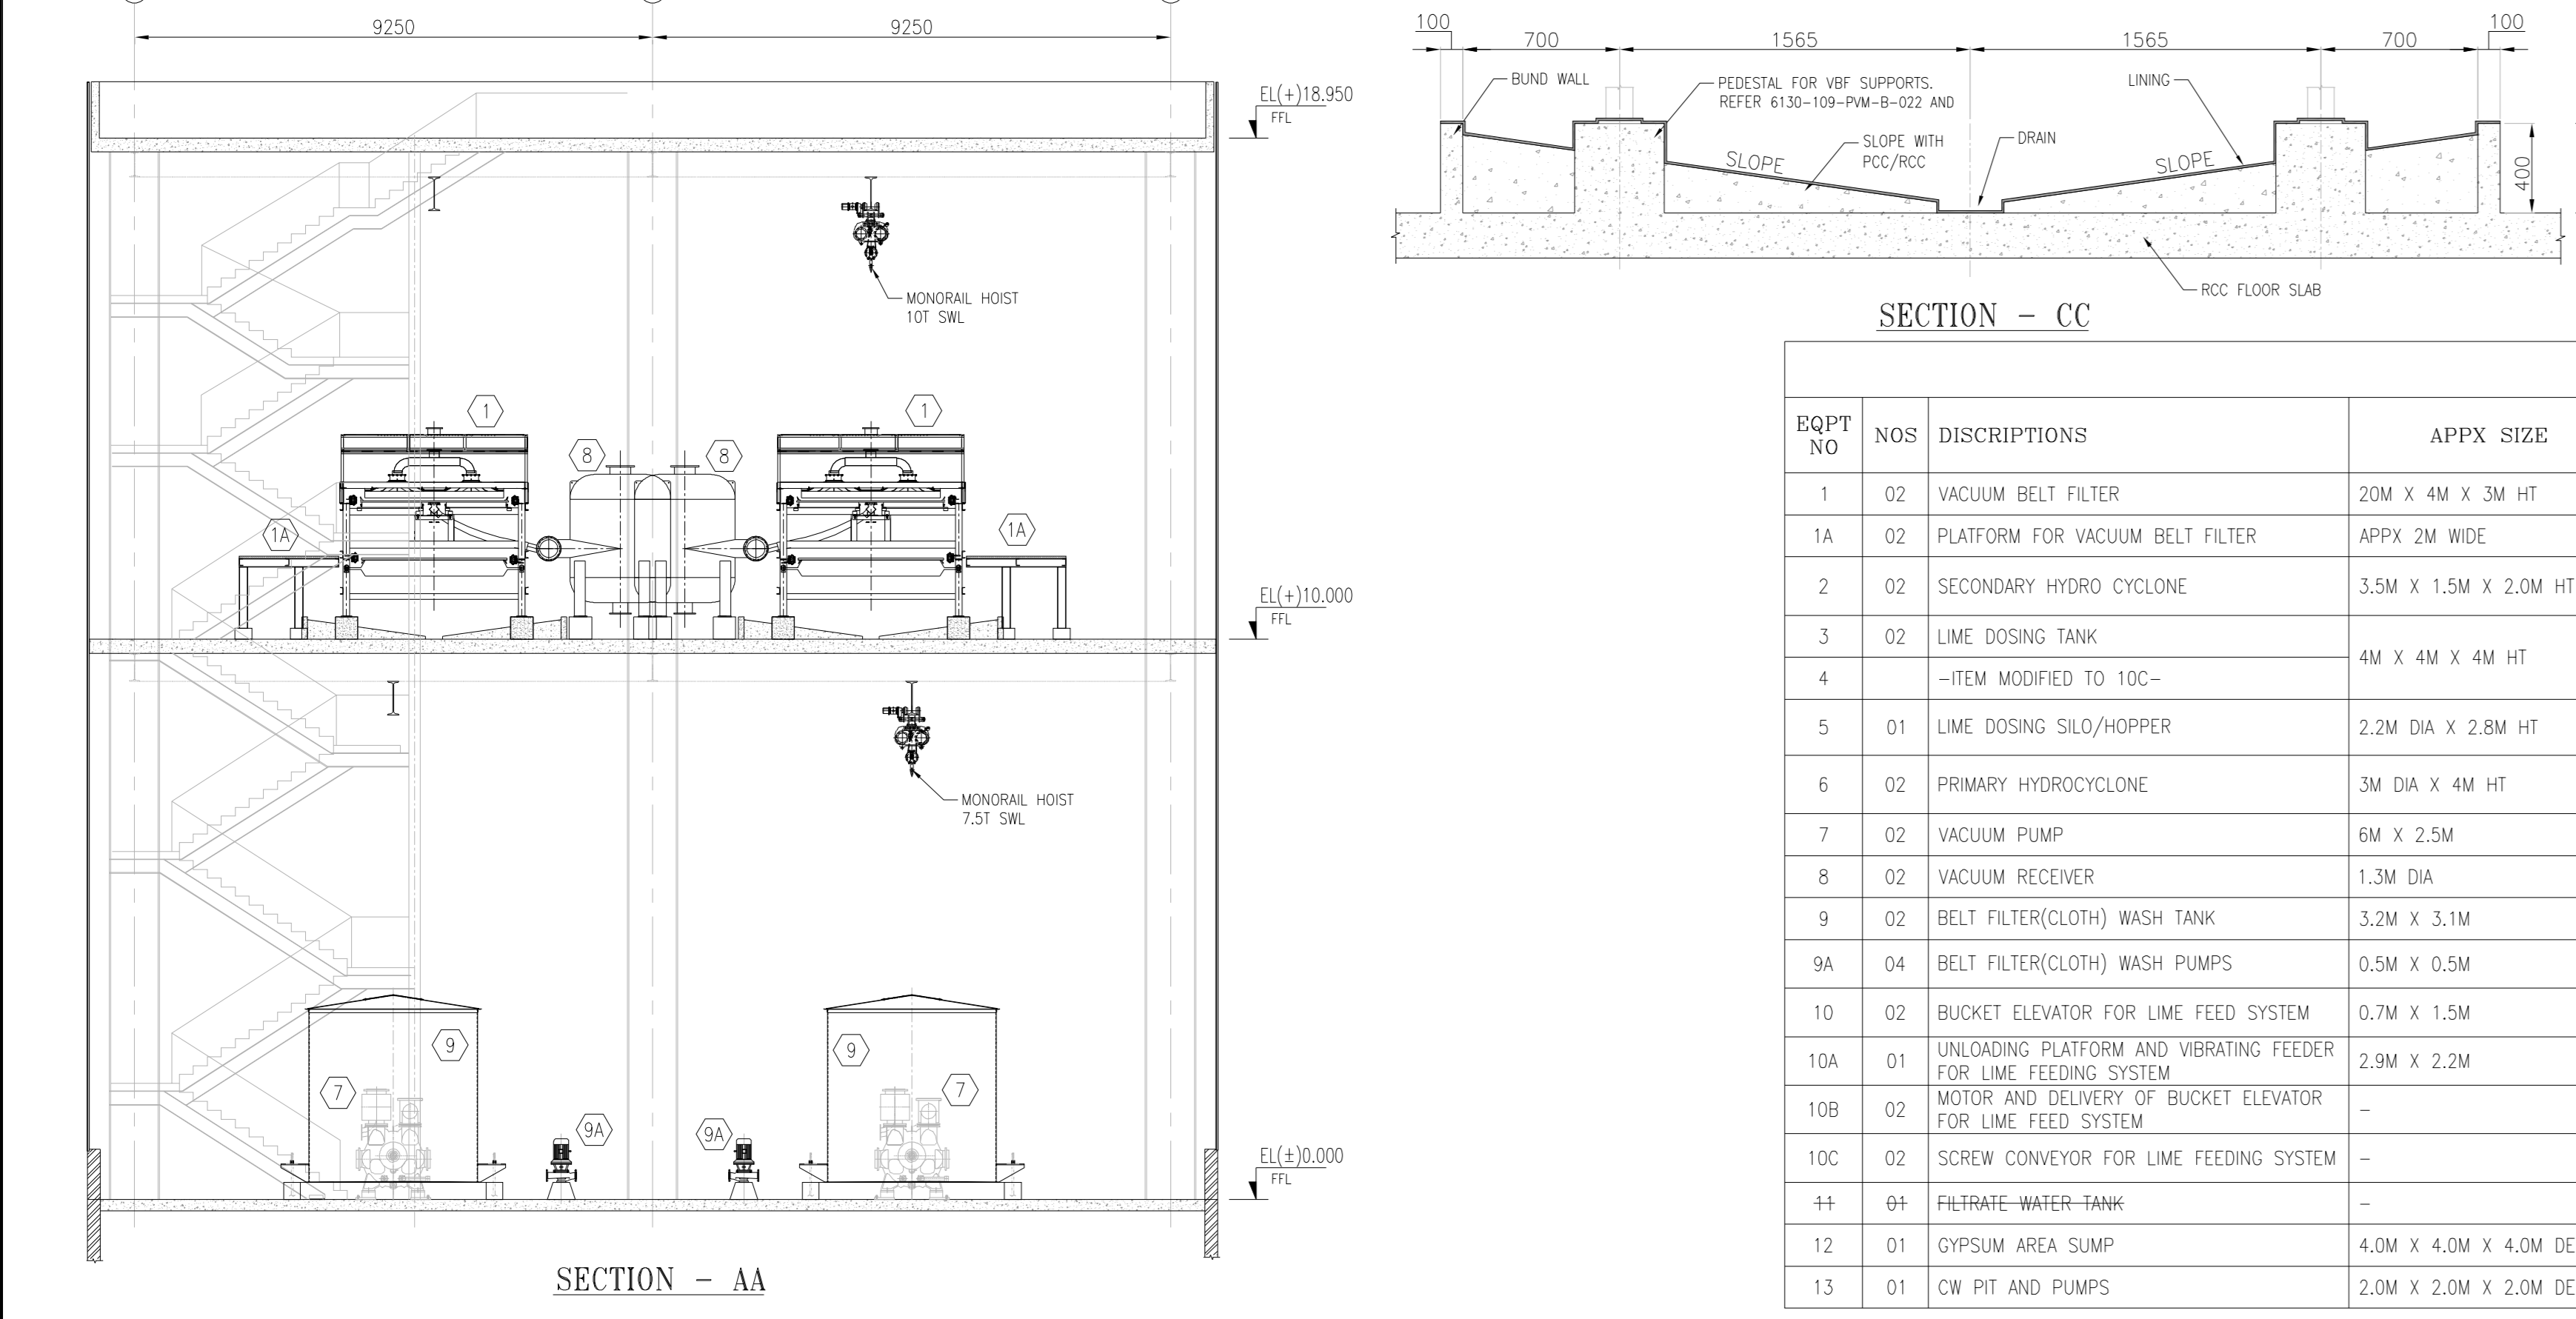 9250
9250
EL(+)18.950
FFL
MONORAIL HOIST
10T SWL
1
1
8
8
1A
1A
EL(+)10.000
FFL
MONORAIL HOIST
7.5T SWL
9
9
7
7
9A
9A
EL(±)0.000
FFL
SECTION - AA
100
700
1565
1565
700
100
BUND WALL
PEDESTAL FOR VBF SUPPORTS.
REFER 6130-109-PVM-B-022 AND
LINING
DRAIN
SLOPE WITH
PCC/RCC
SLOPE
SLOPE
400
RCC FLOOR SLAB
SECTION - CC
EQPT NO NOS DISCRIPTIONS APPX SIZE
1 02 VACUUM BELT FILTER 20M X 4M X 3M HT
1A 02 PLATFORM FOR VACUUM BELT FILTER APPX 2M WIDE
2 02 SECONDARY HYDRO CYCLONE 3.5M X 1.5M X 2.0M HT
3 02 LIME DOSING TANK 4M X 4M X 4M HT
4 -ITEM MODIFIED TO 10C-
5 01 LIME DOSING SILO/HOPPER 2.2M DIA X 2.8M HT
6 02 PRIMARY HYDROCYCLONE 3M DIA X 4M HT
7 02 VACUUM PUMP 6M X 2.5M
8 02 VACUUM RECEIVER 1.3M DIA
9 02 BELT FILTER(CLOTH) WASH TANK 3.2M X 3.1M
9A 04 BELT FILTER(CLOTH) WASH PUMPS 0.5M X 0.5M
10 02 BUCKET ELEVATOR FOR LIME FEED SYSTEM 0.7M X 1.5M
10A 01 UNLOADING PLATFORM AND VIBRATING FEEDER
FOR LIME FEEDING SYSTEM 2.9M X 2.2M
10B 02 MOTOR AND DELIVERY OF BUCKET ELEVATOR
FOR LIME FEED SYSTEM -
10C 02 SCREW CONVEYOR FOR LIME FEEDING SYSTEM -
11 01 FILTRATE WATER TANK -
12 01 GYPSUM AREA SUMP 4.0M X 4.0M X 4.0M DE
13 01 CW PIT AND PUMPS 2.0M X 2.0M X 2.0M DE